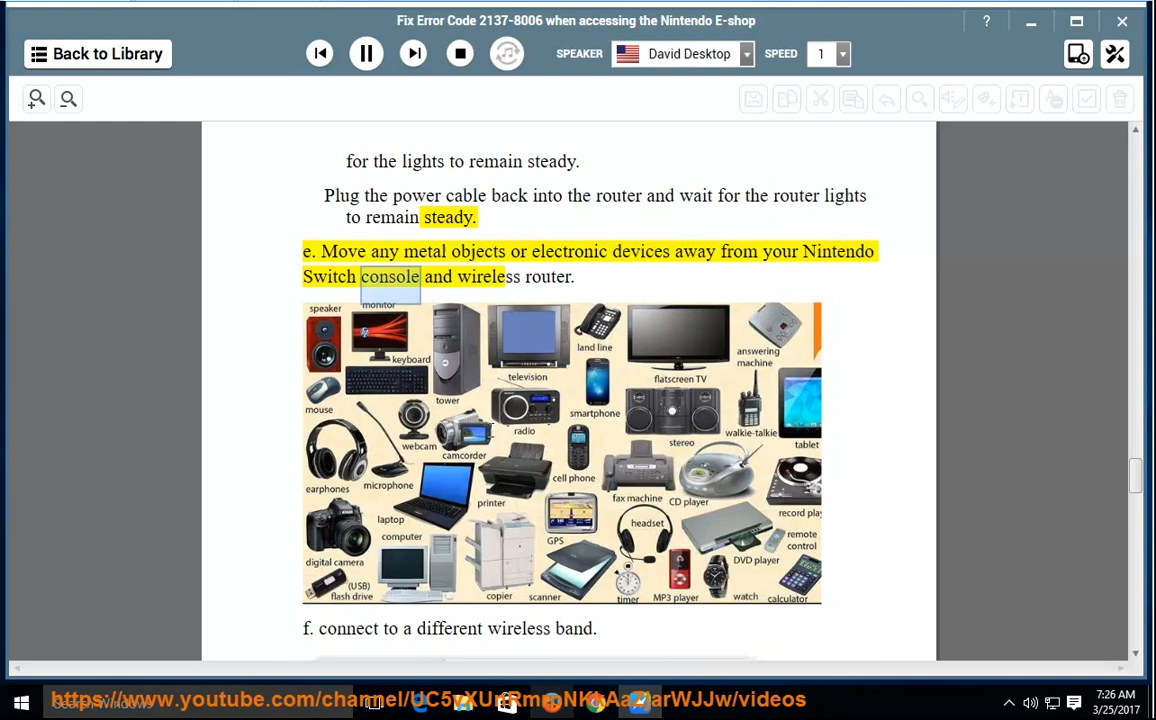 Fix Error Code 2137-8006 when accessing the Nintendo E-shop
?
Back to Library
SPEAKER
David Desktop
SPEED
1
for the lights to remain steady.
Plug the power cable back into the router and wait for the router lights
to remain steady.
e. Move any metal objects or electronic devices away from your Nintendo
Switch console and wireless router.
speaker
monitor
keyboard
mouse
tower
television
land line
flatscreen TV
answering
machine
webcam
camcorder
radio
smartphone
stereo
walkie-talkie
tablet
earphones
microphone
laptop
printer
cell phone
fax machine
CD player
record play
digital camera
computer
GPS
headset
DVD player
remote
control
(USB)
flash drive
copier
scanner
timer
MP3 player
watch
calculator
f. connect to a different wireless band.
7:26 AM
3/25/2017